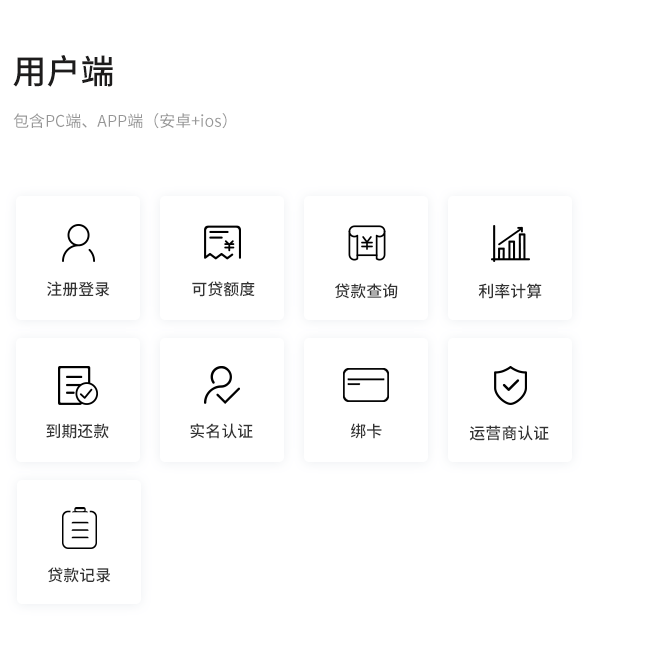 用户端
包含PC端、APP端（安卓+ios）
注册登录
可贷额度
贷款查询
利率计算
到期还款
实名认证
绑卡
运营商认证
贷款记录